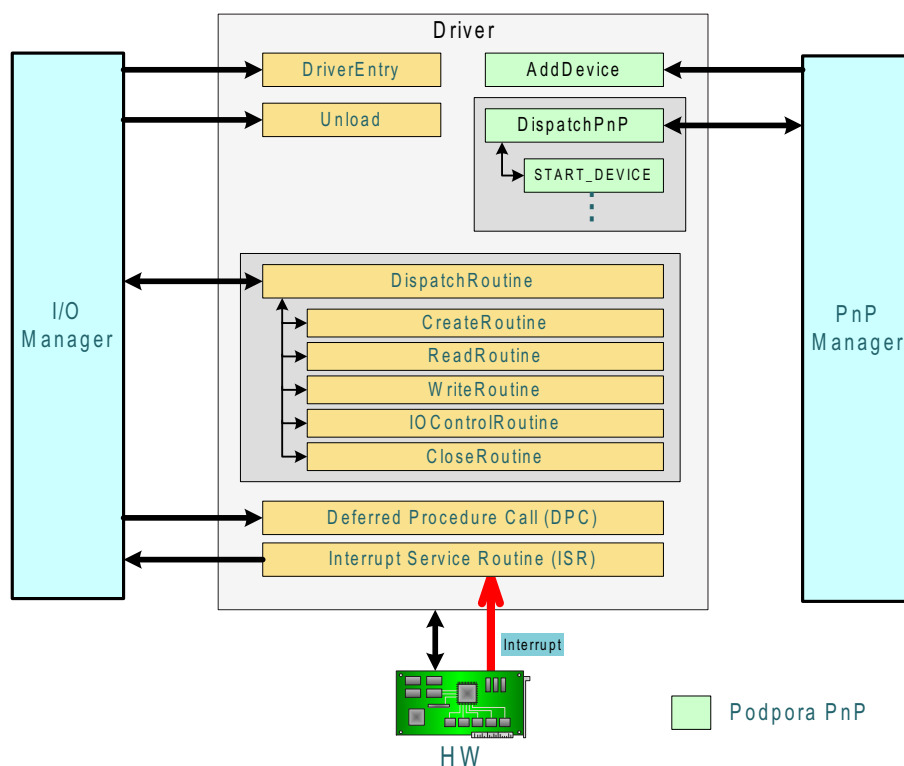 Driver
DriverEntry
AddDevice
Unload
DispatchPnP
START_DEVICE
I/O
Manager
PnP
Manager
DispatchRoutine
CreateRoutine
ReadRoutine
WriteRoutine
IOControlRoutine
CloseRoutine
Deferred Procedure Call (DPC)
Interrupt Service Routine (ISR)
Interrupt
HW
Podpora PnP